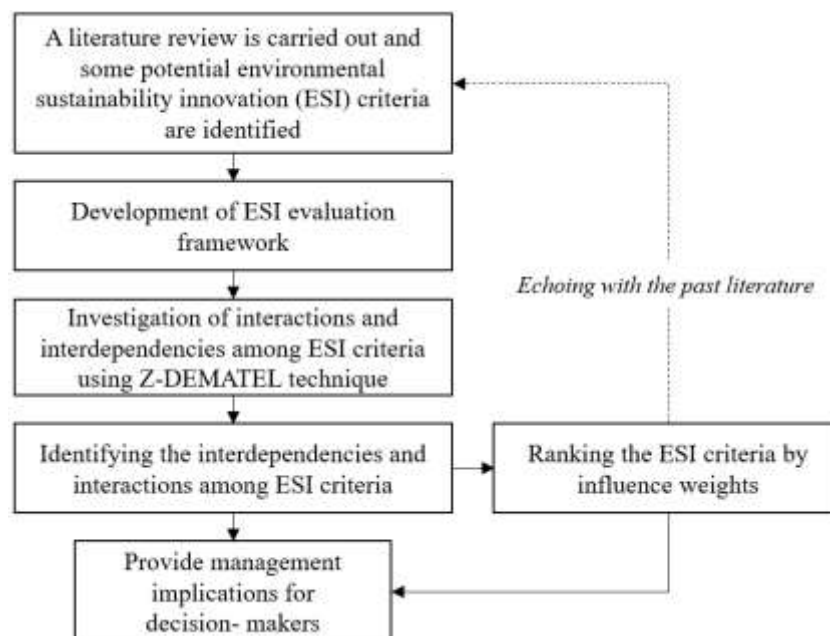 A literature review is carried out and
some potential environmental
sustainability innovation (ESI) criteria
are identified
Development of ESI evaluation
framework
Echoing with the past literature
Investigation of interactions and
interdependencies among ESI criteria
using Z-DEMATEL technique
Identifying the interdependencies and
interactions among ESI criteria
Ranking the ESI criteria by
influence weights
Provide management
implications for
decision- makers